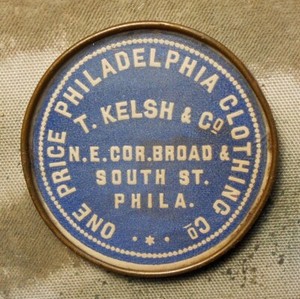 ONE PRICE PHILADELPHIA CLOTHING CO
T. KELSH & CO
N.E.COR.BROAD &
SOUTH ST.
PHILA.